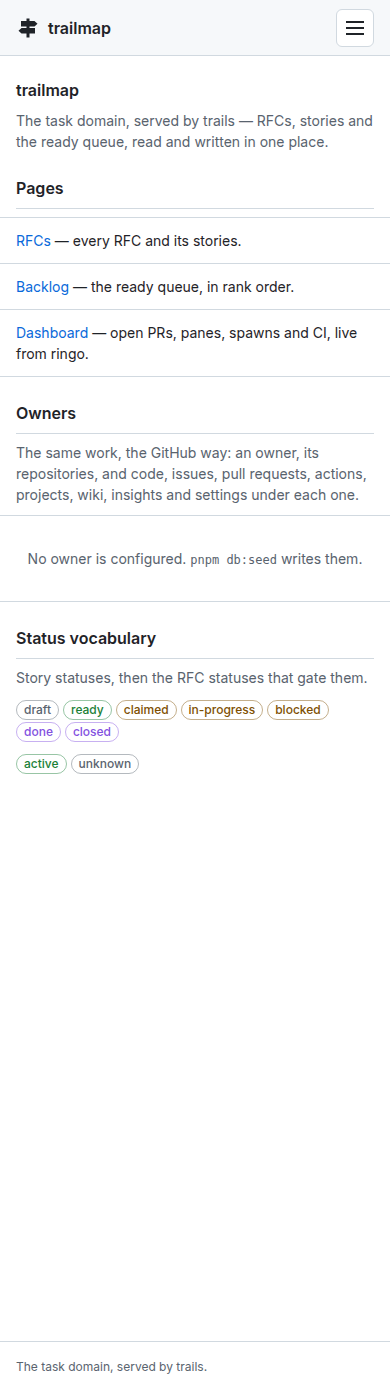 trailmap
trailmap
The task domain, served by trails — RFCs, stories and
the ready queue, read and written in one place.
Pages
RFCs — every RFC and its stories.
Backlog — the ready queue, in rank order.
Dashboard — open PRs, panes, spawns and CI, live
from ringo.
Owners
The same work, the GitHub way: an owner, its
repositories, and code, issues, pull requests, actions,
projects, wiki, insights and settings under each one.
No owner is configured. pnpm db:seed writes them.
Status vocabulary
Story statuses, then the RFC statuses that gate them.
draft ready claimed in-progress blocked
done closed
active unknown
The task domain, served by trails.